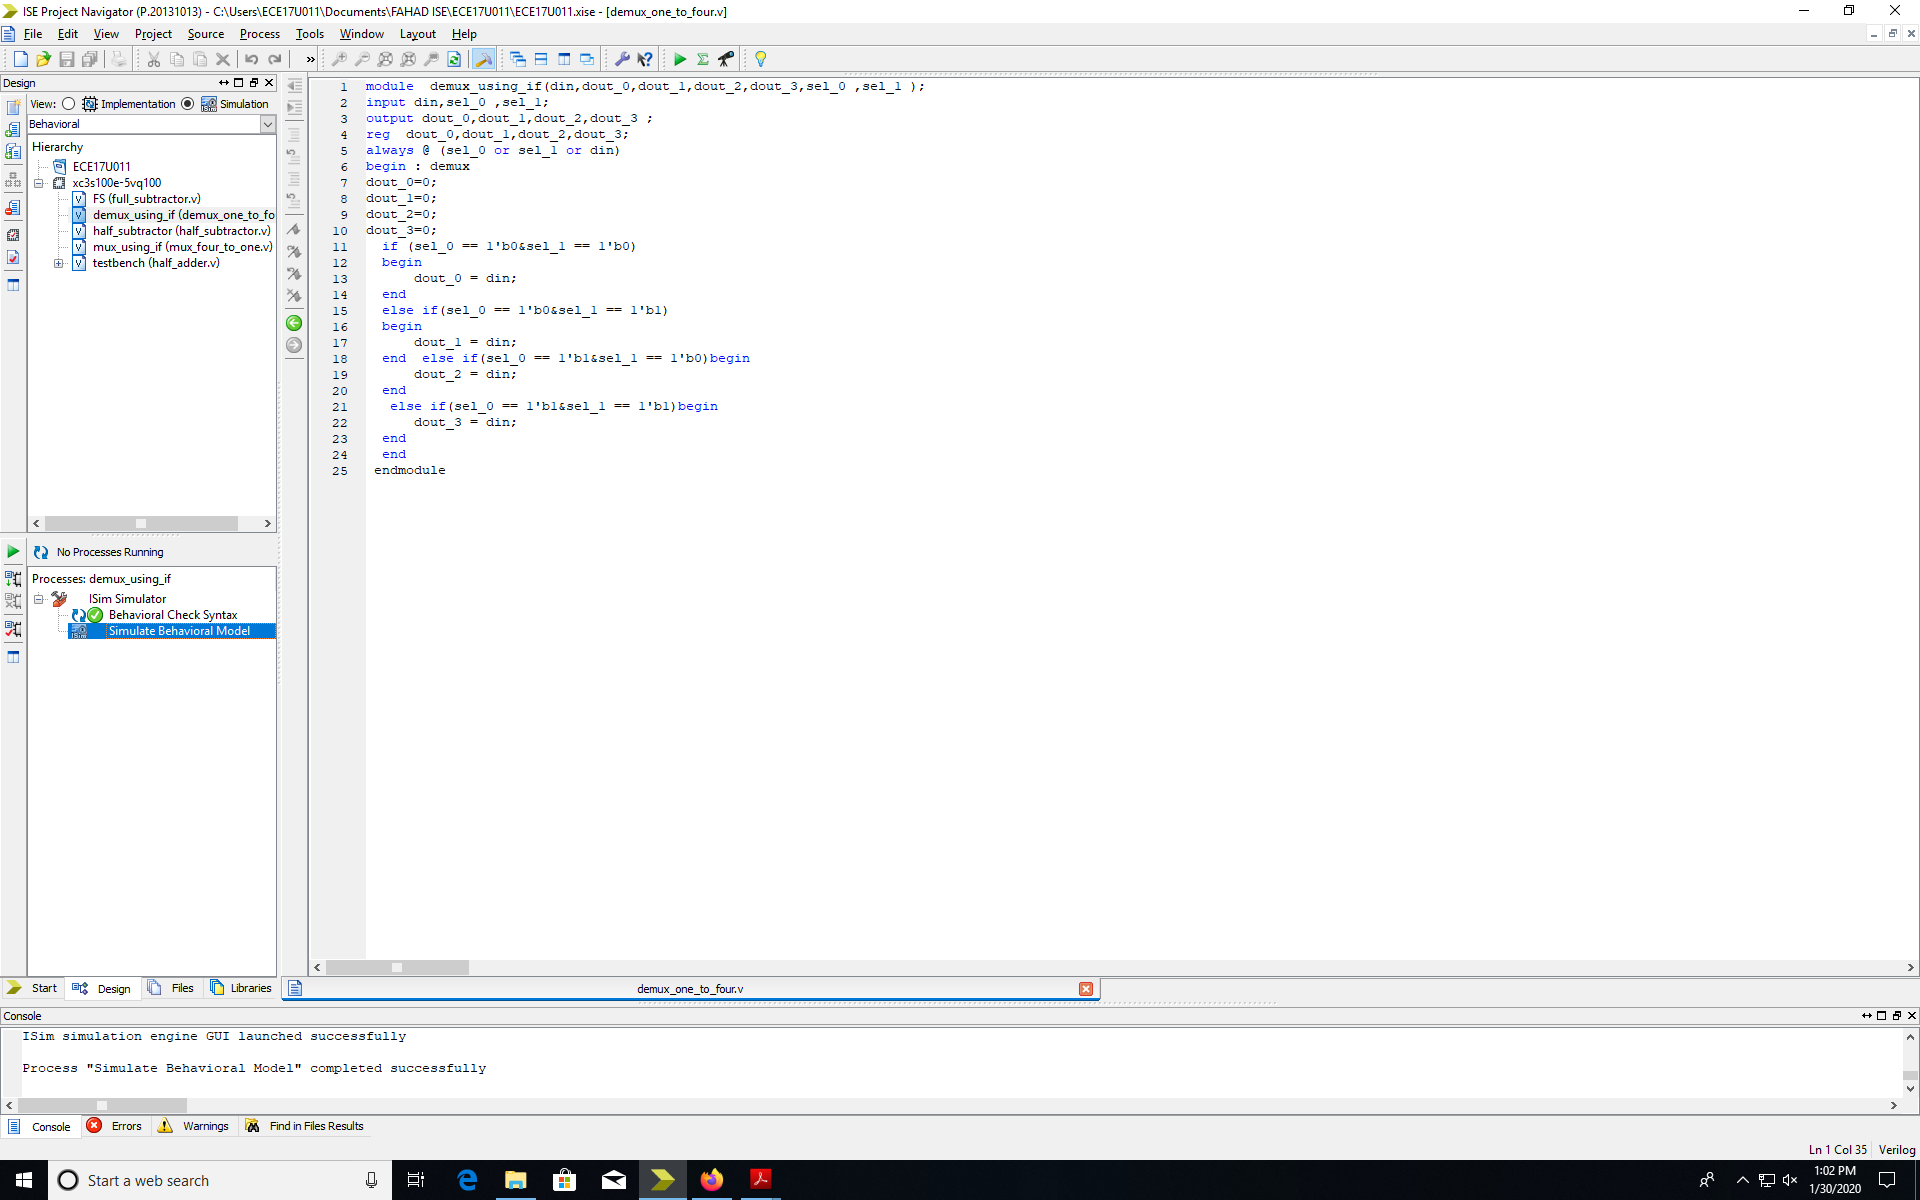 ISE Project Navigator (P.20131013) - C:\Users\ECE17U011\Documents\FAHAD ISE\ECE17U011\ECE17U011.xise - [demux_one_to_four.v]
File Edit View Project Source Process Tools Window Layout Help
Design
View: Implementation Simulation
Behavioral
Hierarchy
ECE17U011
xc3s100e-5vq100
FS (full_subtractor.v)
demux_using_if (demux_one_to_fo
half_subtractor (half_subtractor.v)
mux_using_if (mux_four_to_one.v)
testbench (half_adder.v)
No Processes Running
Processes: demux_using_if
ISim Simulator
Behavioral Check Syntax
Simulate Behavioral Model
Start Design Files Libraries
1 module  demux_using_if(din,dout_0,dout_1,dout_2,dout_3,sel_0 ,sel_1 );
2 input din,sel_0 ,sel_1;
3 output dout_0,dout_1,dout_2,dout_3 ;
4 reg  dout_0,dout_1,dout_2,dout_3;
5 always @ (sel_0 or sel_1 or din)
6 begin : demux
7 dout_0=0;
8 dout_1=0;
9 dout_2=0;
10 dout_3=0;
11   if (sel_0 == 1'b0&sel_1 == 1'b0)
12   begin
13       dout_0 = din;
14   end
15   else if(sel_0 == 1'b0&sel_1 == 1'b1)
16   begin
17       dout_1 = din;
18   end  else if(sel_0 == 1'b1&sel_1 == 1'b0)begin
19       dout_2 = din;
20   end
21    else if(sel_0 == 1'b1&sel_1 == 1'b1)begin
22       dout_3 = din;
23   end
24   end
25  endmodule
demux_one_to_four.v
Console
ISim simulation engine GUI launched successfully
Process "Simulate Behavioral Model" completed successfully
Console Errors Warnings Find in Files Results
Ln 1 Col 35 Verilog
Start a web search
1:02 PM
1/30/2020